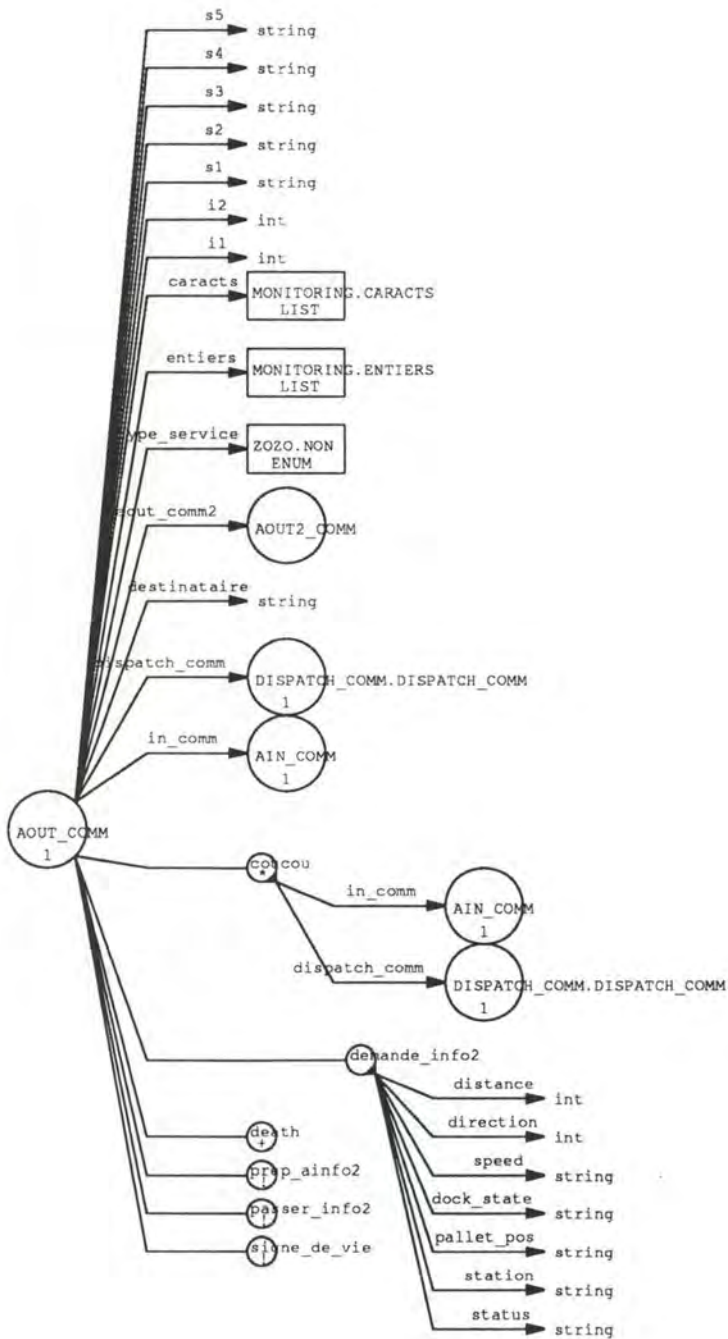 s5
string
s4
string
s3
string
s2
string
s1
string
i2
int
i1
int
caracts
MONITORING.CARACTS
LIST
entiers
MONITORING.ENTIERS
LIST
ype_service
ZOZO.NON
ENUM
aout_comm2
AOUT2_COMM
destinataire
string
dispatch_comm
DISPATCH_COMM.DISPATCH_COMM
1
in_comm
AIN_COMM
1
AOUT_COMM
1
coucou
*
in_comm
AIN_COMM
1
dispatch_comm
DISPATCH_COMM.DISPATCH_COMM
1
demande_info2
distance
int
direction
int
death
+
speed
string
prep_ainfo2
dock_state
string
passer_info2
pallet_pos
string
signe_de_vie
station
string
status
string